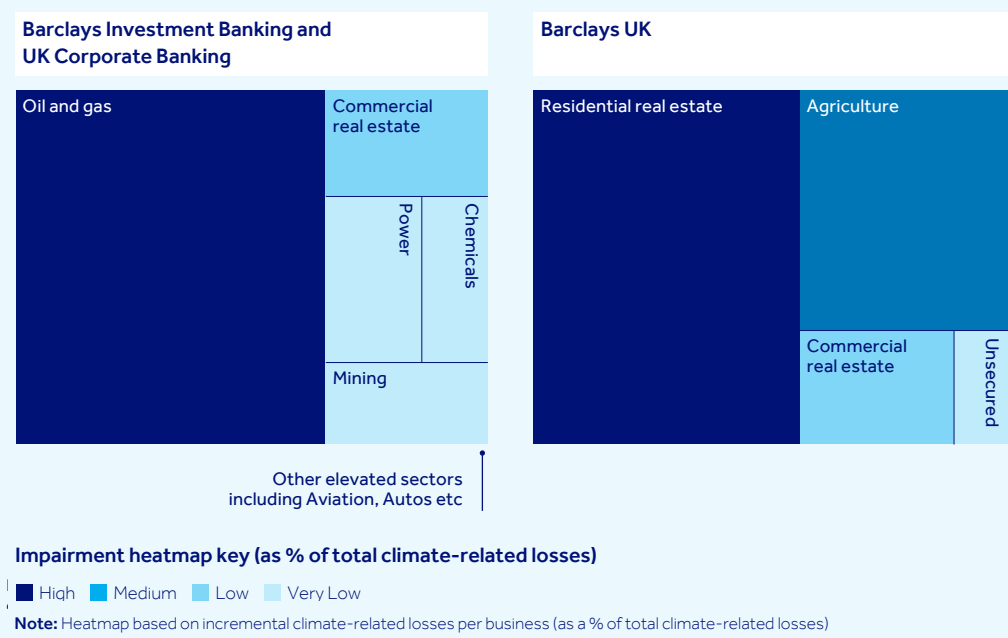 Barclays Investment Banking and
UK Corporate Banking
Oil and gas
Commercial
real estate
Power
Chemicals
Mining
Other elevated sectors
including Aviation, Autos etc
Barclays UK
Residential real estate
Agriculture
Commercial
real estate
Unsecured
Impairment heatmap key (as % of total climate-related losses)
High
Medium
Low
Very Low
Note: Heatmap based on incremental climate-related losses per business (as a % of total climate-related losses)